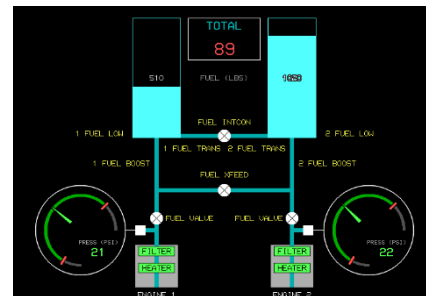 TOTAL
89
510
FUEL (LBS)
FUEL INTCON
1 FUEL LOW
2 FUEL LOW
1 FUEL TRANS 2 FUEL TRANS
1 FUEL BOOST
2 FUEL BOOST
FUEL XFEED
FUEL VALVE
FUEL VALVE
PRESS (PSI)
21
PRESS (PSI)
22
FILTER
FILTER
HEATER
HEATER
ENGINE 1
ENGINE 2